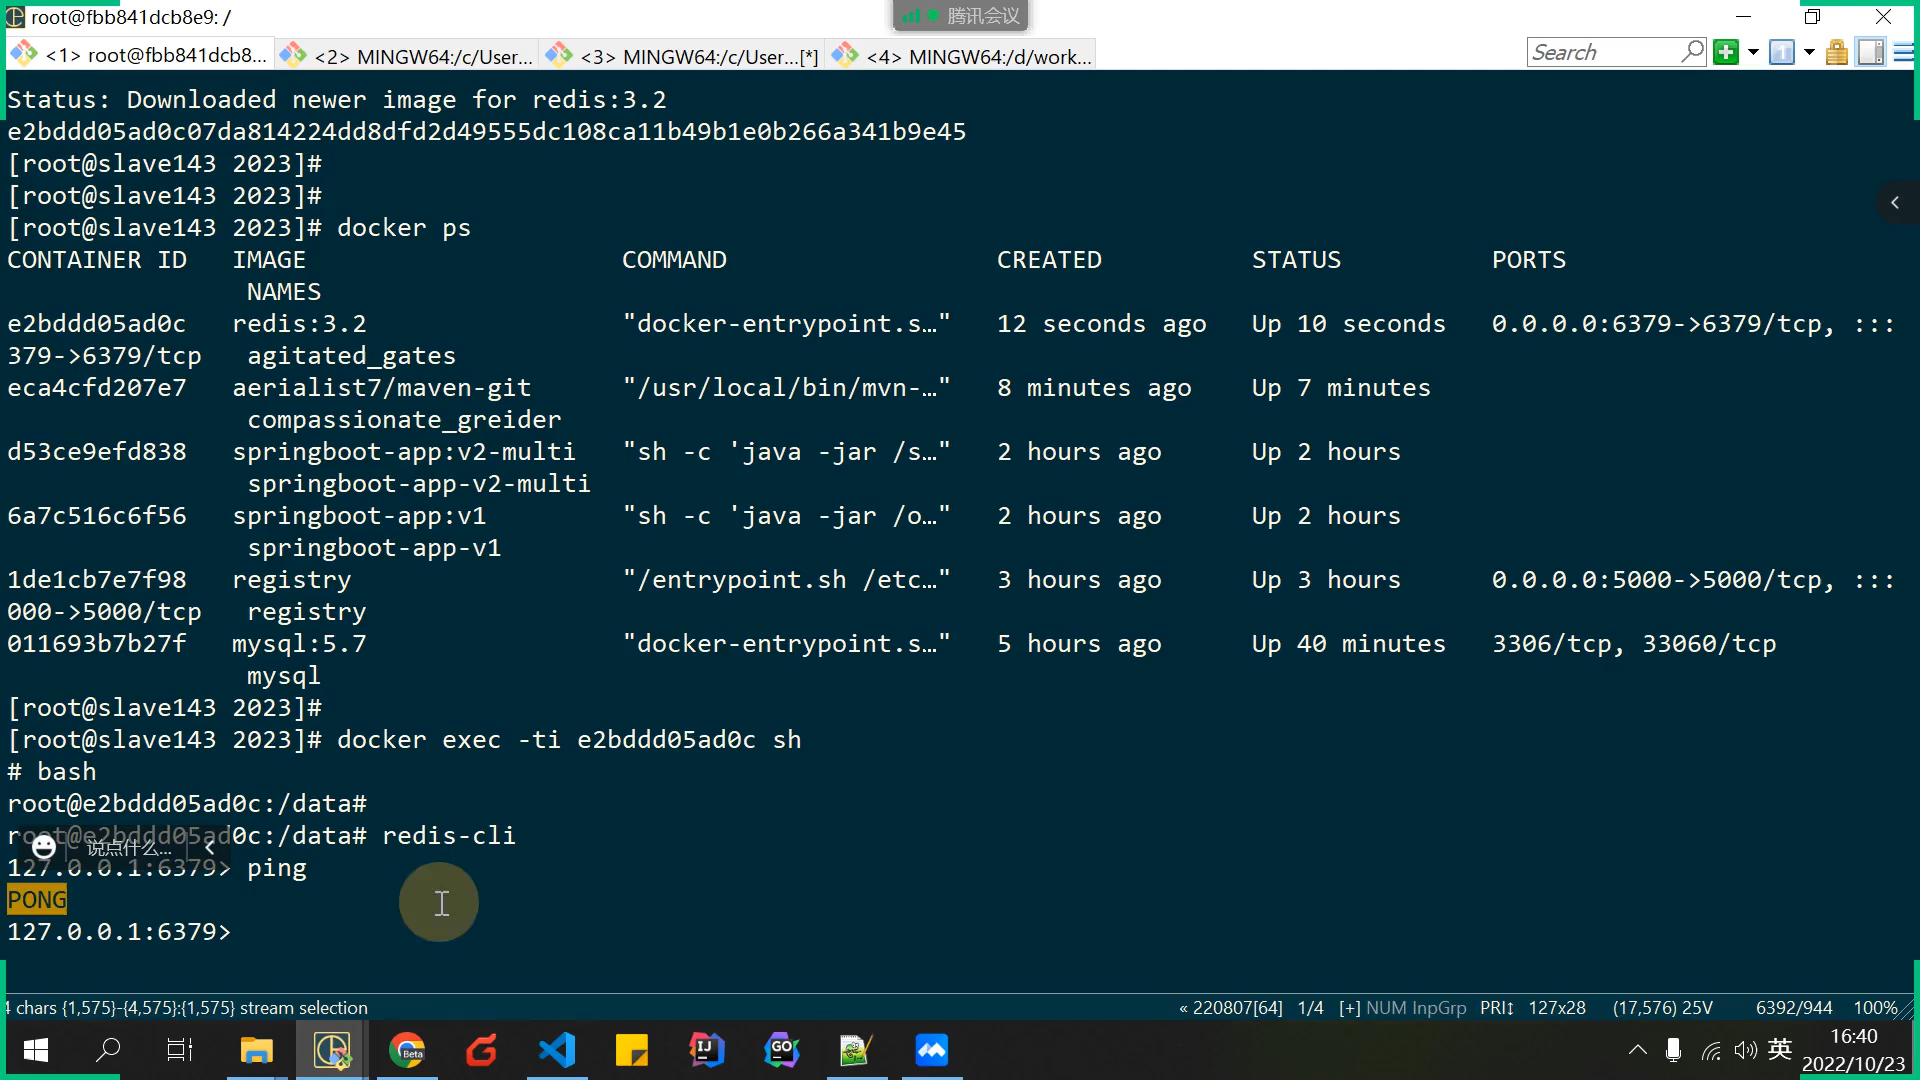 root@fbb841dcb8e9: /
腾讯会议
<1> root@fbb841dcb8... <2> MINGW64:/c/User... <3> MINGW64:/c/User...[*] <4> MINGW64:/d/work... Search
Status: Downloaded newer image for redis:3.2
e2bddd05ad0c07da814224dd8dfd2d49555dc108ca11b49b1e0b266a341b9e45
[root@slave143 2023]#
[root@slave143 2023]#
[root@slave143 2023]# docker ps
CONTAINER ID IMAGE COMMAND CREATED STATUS PORTS
NAMES
e2bddd05ad0c redis:3.2 "docker-entrypoint.s…" 12 seconds ago Up 10 seconds 0.0.0.0:6379->6379/tcp, :::
379->6379/tcp agitated_gates
eca4cfd207e7 aerialist7/maven-git "/usr/local/bin/mvn-…" 8 minutes ago Up 7 minutes
compassionate_greider
d53ce9efd838 springboot-app:v2-multi "sh -c 'java -jar /s…" 2 hours ago Up 2 hours
springboot-app-v2-multi
6a7c516c6f56 springboot-app:v1 "sh -c 'java -jar /o…" 2 hours ago Up 2 hours
springboot-app-v1
1de1cb7e7f98 registry "/entrypoint.sh /etc…" 3 hours ago Up 3 hours 0.0.0.0:5000->5000/tcp, :::
000->5000/tcp registry
011693b7b27f mysql:5.7 "docker-entrypoint.s…" 5 hours ago Up 40 minutes 3306/tcp, 33060/tcp
mysql
[root@slave143 2023]#
[root@slave143 2023]# docker exec -ti e2bddd05ad0c sh
# bash
root@e2bddd05ad0c:/data#
root@e2bddd05ad0c:/data# redis-cli
说点什么...
127.0.0.1:6379> ping
PONG
127.0.0.1:6379>
4 chars {1,575}-{4,575}:{1,575} stream selection « 220807[64] 1/4 [+] NUM InpGrp PRI↕ 127x28 (17,576) 25V 6392/944 100%
Beta
IJ
GO
英
16:40
2022/10/23